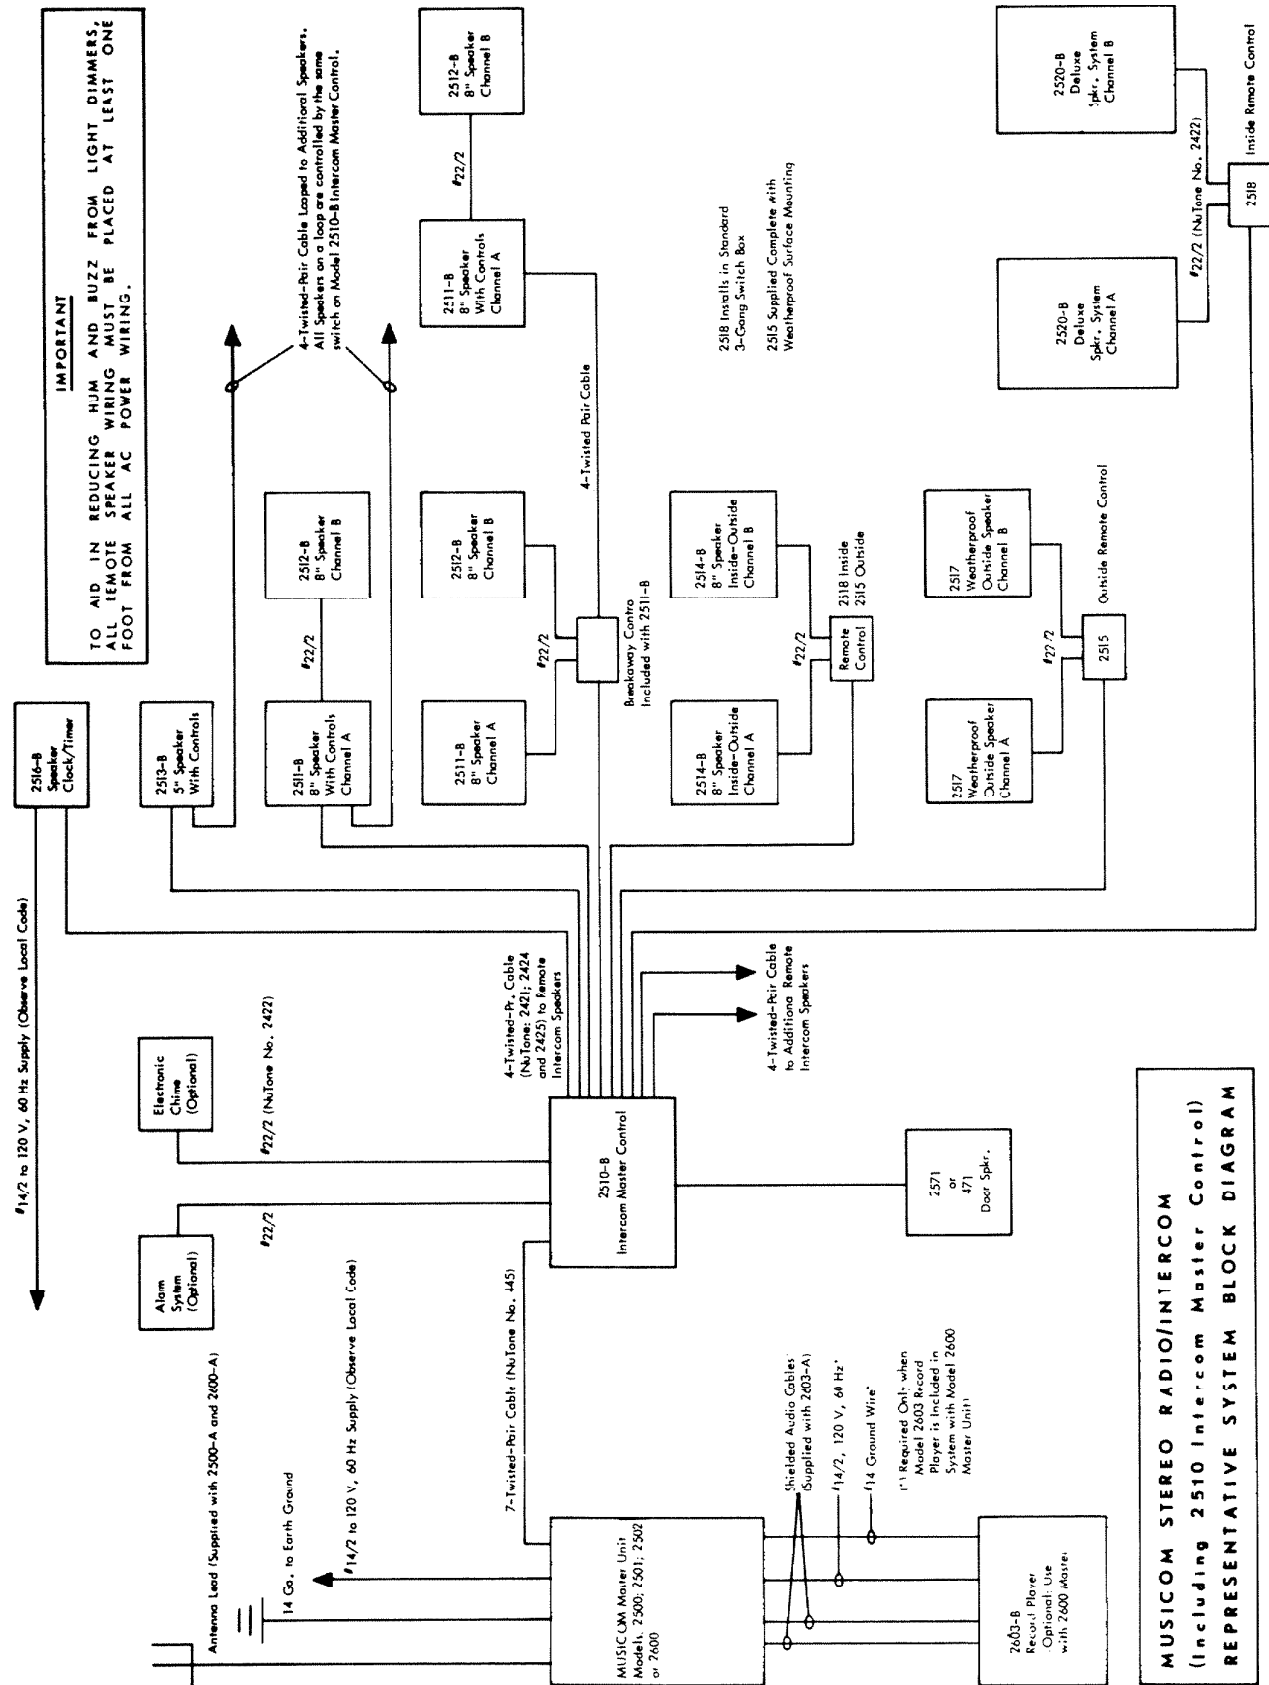 IMPORTANT
TO AID IN REDUCING HUM AND BUZZ FROM LIGHT DIMMERS,
ALL REMOTE SPEAKER WIRING MUST BE PLACED AT LEAST ONE
FOOT FROM ALL AC POWER WIRING.
#14/2 to 120 V, 60 Hz Supply (Observe Local Code)
2516-B
Speaker
Clock/Timer
2513-B
5" Speaker
With Controls
4-Twisted-Pair Cable Looped to Additional Speakers.
All Speakers on a loop are controlled by the same
switch on Model 2510-B Intercom Master Control.
2511-B
8" Speaker
With Controls
Channel A
#22/2
2512-B
8" Speaker
Channel B
2511-B
8" Speaker
Channel A
#22/2
2512-B
8" Speaker
Channel B
Breakaway Contro
Included with 2511-B
4-Twisted Pair Cable
2511-B
8" Speaker
With Controls
Channel A
#22/2
2512-B
8" Speaker
Channel B
2514-B
8" Speaker
Inside-Outside
Channel A
#22/2
2514-B
8" Speaker
Inside-Outside
Channel B
Remote
Control
2518 Inside
2515 Outside
2518 Installs in Standard
3-Gang Switch Box
2515 Supplied Complete with
Weatherproof Surface Mounting
2517
Weatherproof
Outside Speaker
Channel A
#22/2
2517
Weatherproof
Outside Speaker
Channel B
2515
Outside Remote Control
2520-B
Deluxe
Spkr. System
Channel A
#22/2 (NuTone No. 2422)
2520-B
Deluxe
Spkr. System
Channel B
2518
Inside Remote Control
Antenna Lead (Supplied with 2500-A and 2600-A)
14 Ga. to Earth Ground
#14/2 to 120 V, 60 Hz Supply (Observe Local Code)
Alarm
System
(Optional)
#22/2
Electronic
Chime
(Optional)
#22/2 (NuTone No. 2422)
7-Twisted-Pair Cable (NuTone No. 445)
4-Twisted-Pr. Cable
(NuTone: 2421; 2424
and 2425) to Remote
Intercom Speakers
MUSICOM Master Unit
Models: 2500; 2501; 2502
or 2600
2510-B
Intercom Master Control
4-Twisted-Pair Cable
to Additiona Remote
Intercom Speakers
Shielded Audio Cables
(Supplied with 2603-A)
#14/2, 120 V, 60 Hz*
#14 Ground Wire*
(*) Required Only when
Model 2603 Record
Player is Included in
System with Model 2600
Master Unit)
2571
or
471
Door Spkr.
2603-B
Record Player
Optional: Use
with 2600 Master
MUSICOM STEREO RADIO/INTERCOM
(Including 2510 Intercom Master Control)
REPRESENTATIVE SYSTEM BLOCK DIAGRAM